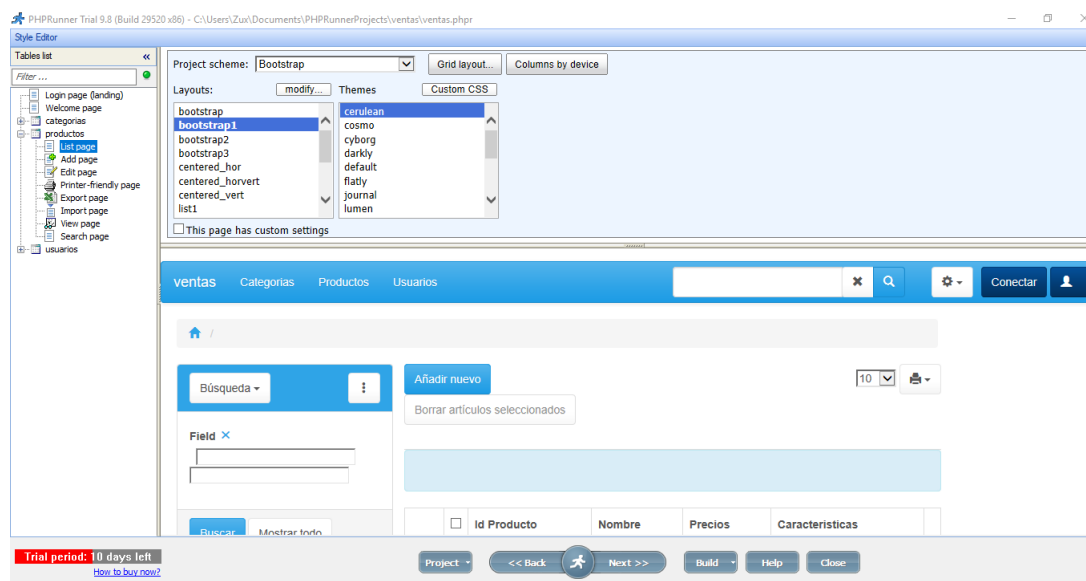 PHPRunner Trial 9.8 (Build 29520 x86) - C:\Users\Zux\Documents\PHPRunnerProjects\ventas\ventas.phpr
Style Editor
Tables list «
Filter ...
Login page (landing)
Welcome page
categorias
productos
List page
Add page
Edit page
Printer-friendly page
Export page
Import page
View page
Search page
usuarios
Project scheme: Bootstrap Grid layout... Columns by device
Layouts: modify... Themes Custom CSS
bootstrap cerulean
bootstrap1 cosmo
bootstrap2 cyborg
bootstrap3 darkly
centered_hor default
centered_horvert flatly
centered_vert journal
list1 lumen
This page has custom settings
ventas Categorias Productos Usuarios Conectar
/
Búsqueda Añadir nuevo 10
Borrar artículos seleccionados
Field
Buscar Mostrar todo Id Producto Nombre Precios Caracteristicas
Trial period: 10 days left
How to buy now?
Project << Back Next >> Build Help Close